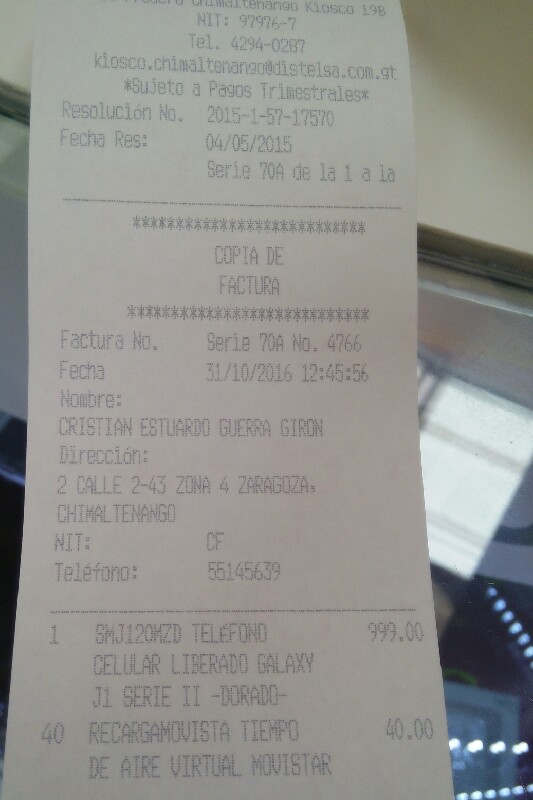 Chimaltenango Kiosco 19B
NIT: 97976-7
Tel. 4294-0287
kiosco.chimaltenango@distelsa.com.gt
*Sujeto a Pagos Trimestrales*
Resolución No. 2015-1-57-17570
Fecha Res: 04/05/2015
Serie 70A de la 1 a la
***************************
COPIA DE
FACTURA
****************************
Factura No. Serie 70A No. 4766
Fecha 31/10/2016 12:45:56
Nombre:
CRISTIAN ESTUARDO GUERRA GIRON
Dirección:
2 CALLE 2-43 ZONA 4 ZARAGOZA,
CHIMALTENANGO
NIT: CF
Teléfono: 55145639
1 SMJ120MZD TELéFONO 999.00
CELULAR LIBERADO GALAXY
J1 SERIE II -DORADO-
40 RECARGAMOVISTA TIEMPO 40.00
DE AIRE VIRTUAL MOVISTAR